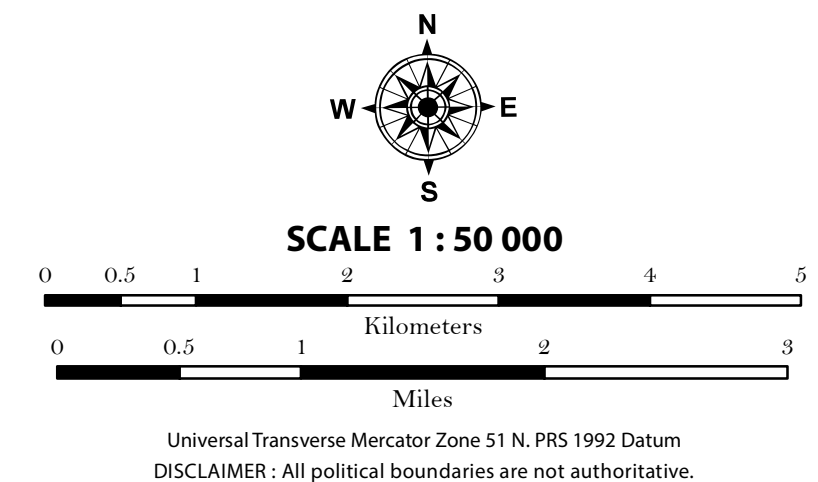 N
W E
S
SCALE 1 : 50 000
0 0.5 1 2 3 4 5
Kilometers
0 0.5 1 2 3
Miles
Universal Transverse Mercator Zone 51 N. PRS 1992 Datum
DISCLAIMER : All political boundaries are not authoritative.